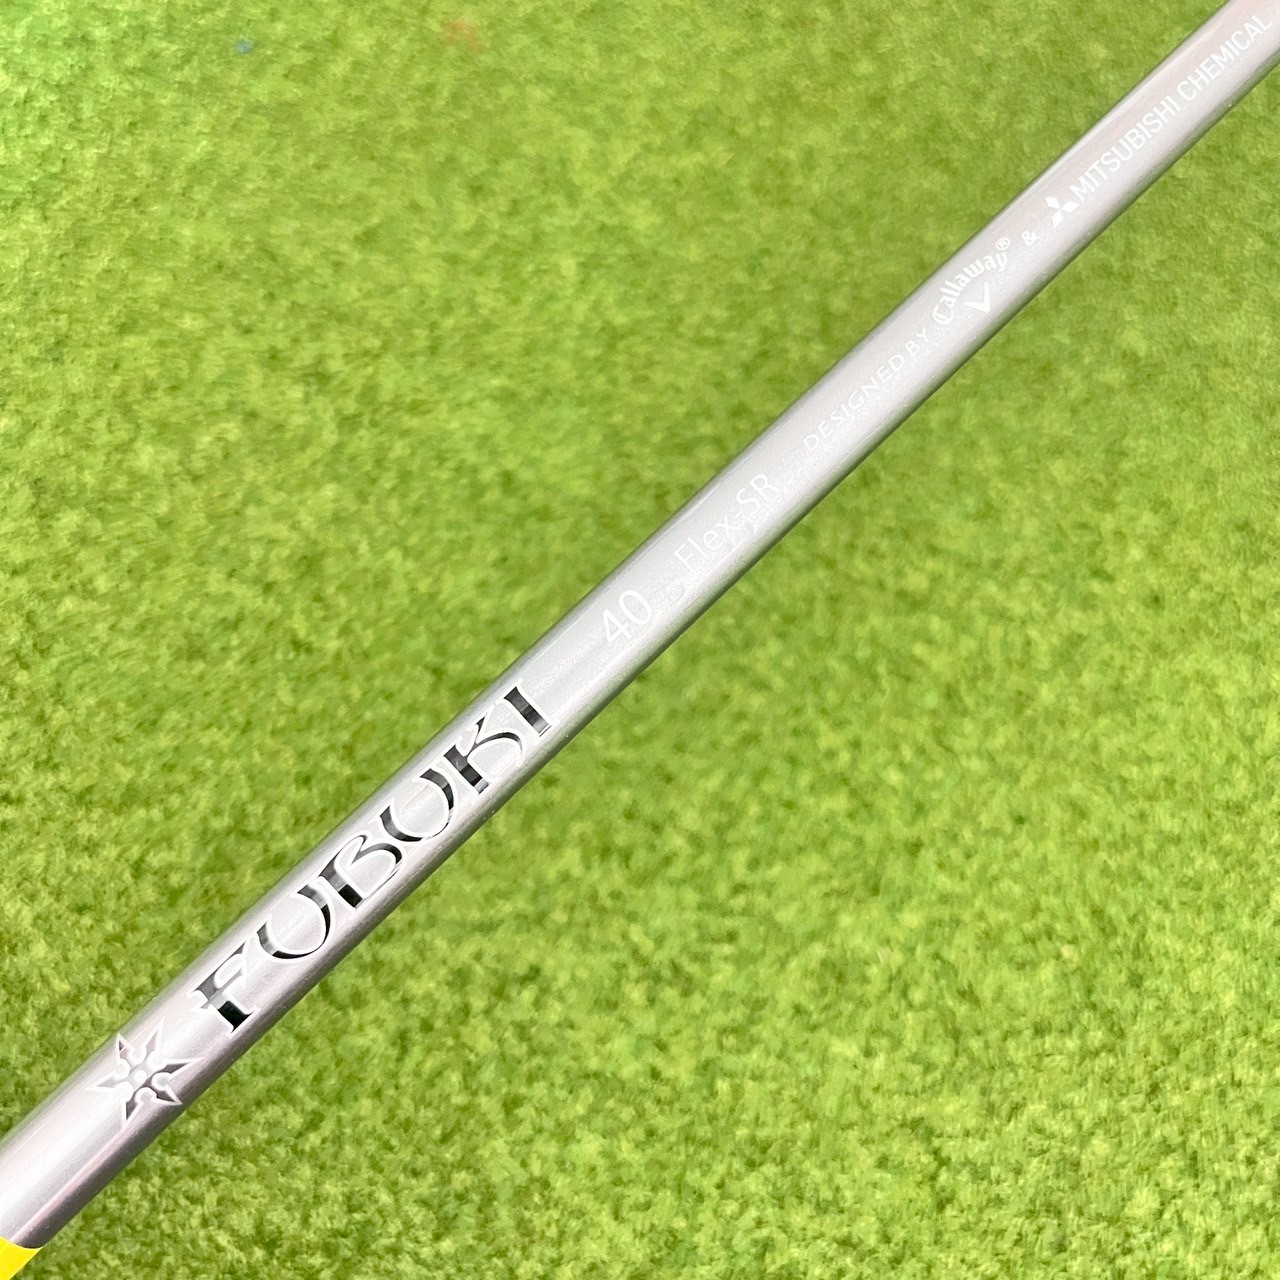 FUBUKI 40 Flex-SR DESIGNED BY Callaway® & MITSUBISHI CHEMICAL